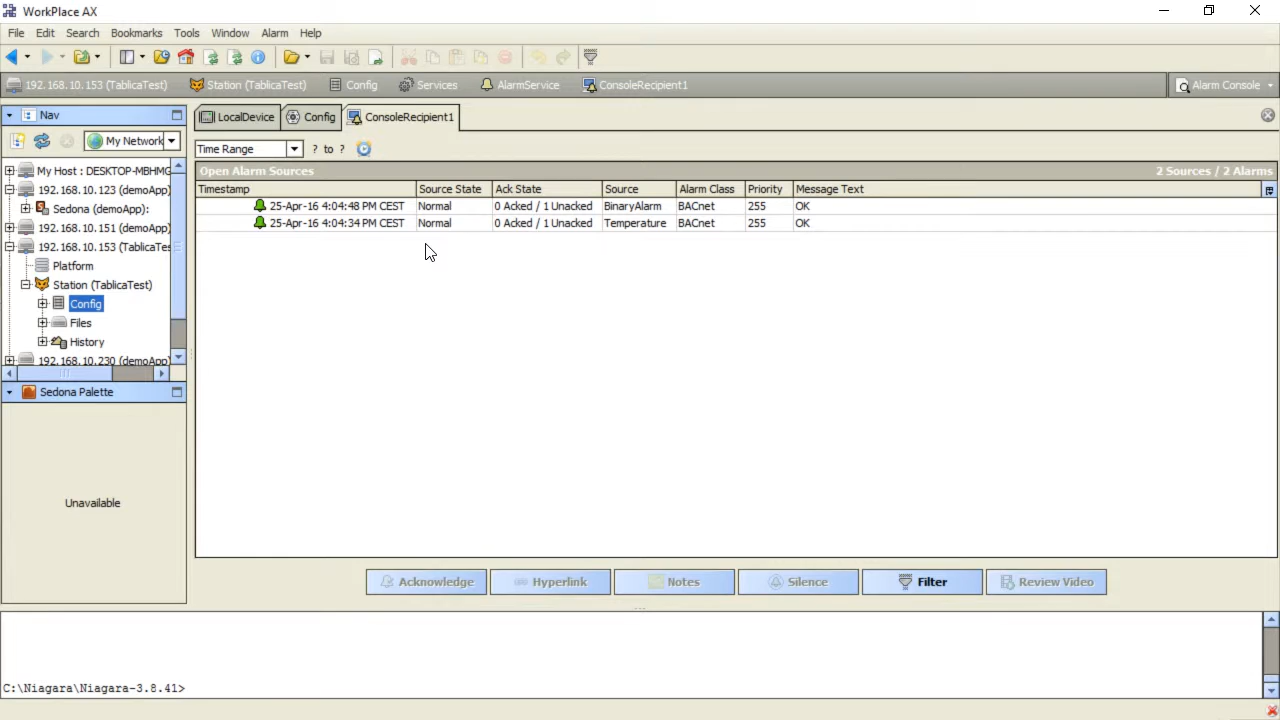 WorkPlace AX
File Edit Search Bookmarks Tools Window Alarm Help
192.168.10.153 (TablicaTest) Station (TablicaTest) Config Services AlarmService ConsoleRecipient1 Alarm Console
Nav
My Network
My Host : DESKTOP-MBHMG
192.168.10.123 (demoApp)
Sedona (demoApp):
192.168.10.151 (demoApp)
192.168.10.153 (TablicaTes
Platform
Station (TablicaTest)
Config
Files
History
192.168.10.230 (demoApp)
Sedona Palette
Unavailable
LocalDevice Config ConsoleRecipient1
Time Range ? to ?
Open Alarm Sources 2 Sources / 2 Alarms
Timestamp Source State Ack State Source Alarm Class Priority Message Text
25-Apr-16 4:04:48 PM CEST Normal 0 Acked / 1 Unacked BinaryAlarm BACnet 255 OK
25-Apr-16 4:04:34 PM CEST Normal 0 Acked / 1 Unacked Temperature BACnet 255 OK
Acknowledge Hyperlink Notes Silence Filter Review Video
C:\Niagara\Niagara-3.8.41>